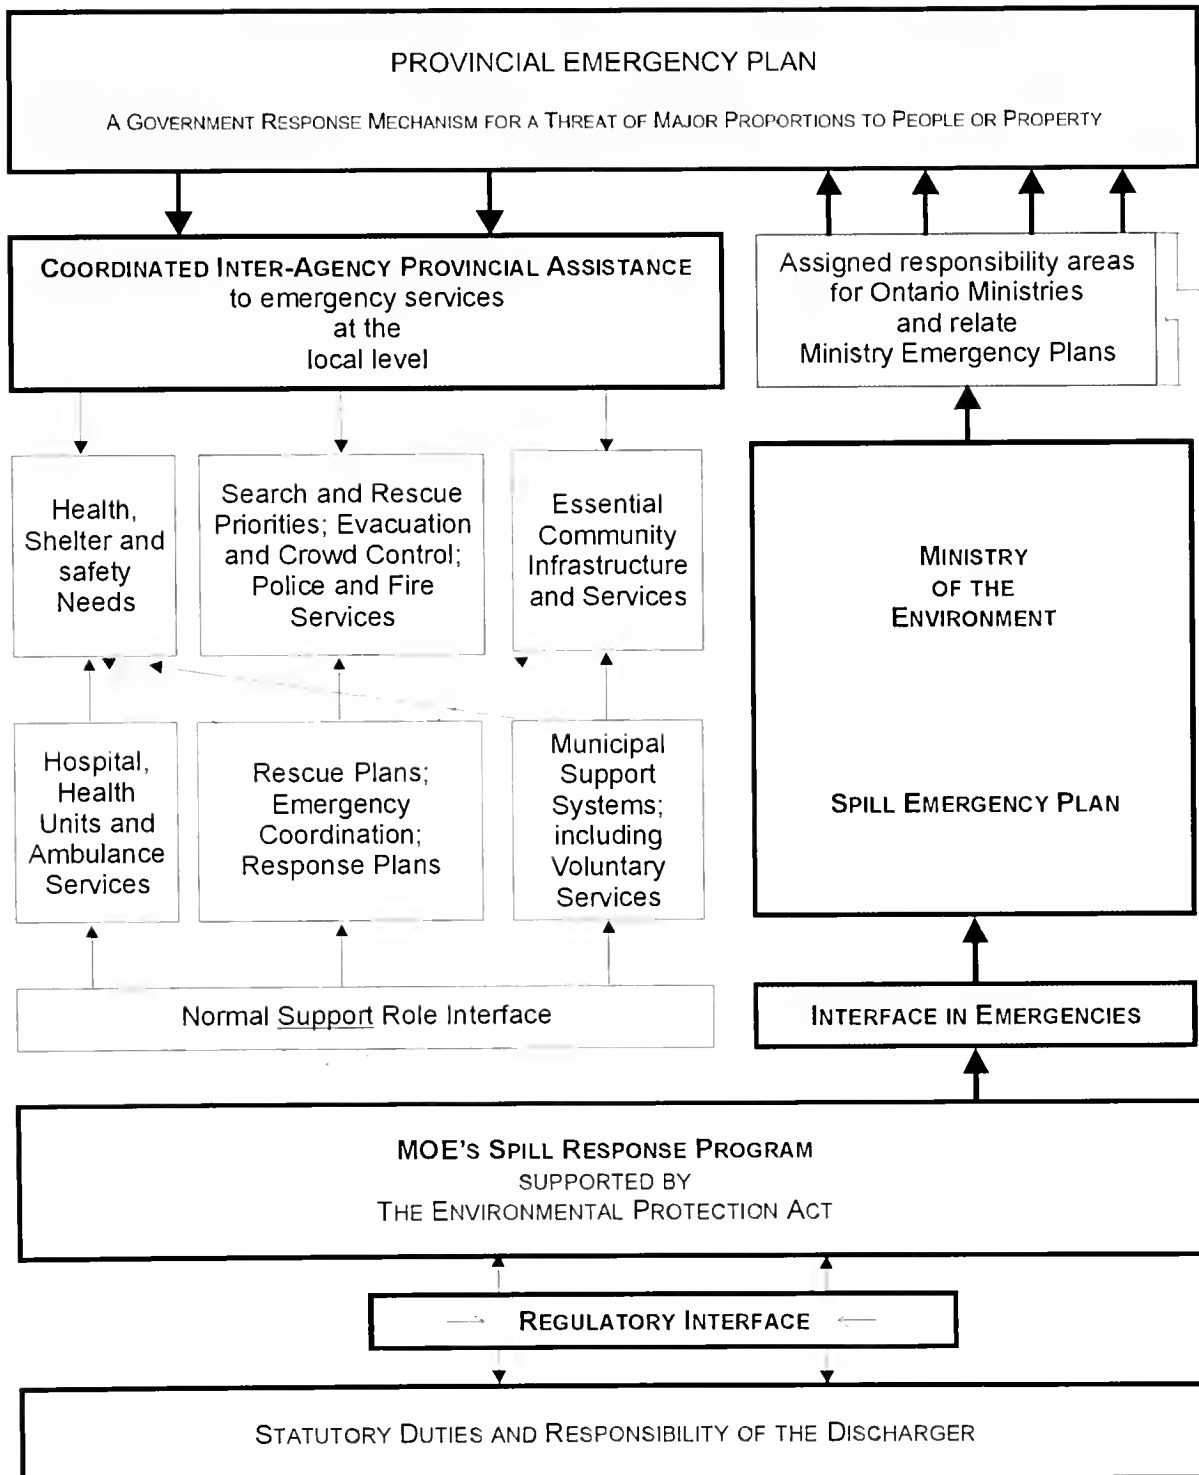 PROVINCIAL EMERGENCY PLAN
A GOVERNMENT RESPONSE MECHANISM FOR A THREAT OF MAJOR PROPORTIONS TO PEOPLE OR PROPERTY
COORDINATED INTER-AGENCY PROVINCIAL ASSISTANCE
to emergency services
at the
local level
Assigned responsibility areas
for Ontario Ministries
and relate
Ministry Emergency Plans
Health,
Shelter and
safety
Needs
Search and Rescue
Priorities; Evacuation
and Crowd Control;
Police and Fire
Services
Essential
Community
Infrastructure
and Services
MINISTRY
OF THE
ENVIRONMENT
SPILL EMERGENCY PLAN
Hospital,
Health
Units and
Ambulance
Services
Rescue Plans;
Emergency
Coordination;
Response Plans
Municipal
Support
Systems;
including
Voluntary
Services
Normal Support Role Interface
INTERFACE IN EMERGENCIES
MOE'S SPILL RESPONSE PROGRAM
SUPPORTED BY
THE ENVIRONMENTAL PROTECTION ACT
REGULATORY INTERFACE
STATUTORY DUTIES AND RESPONSIBILITY OF THE DISCHARGER